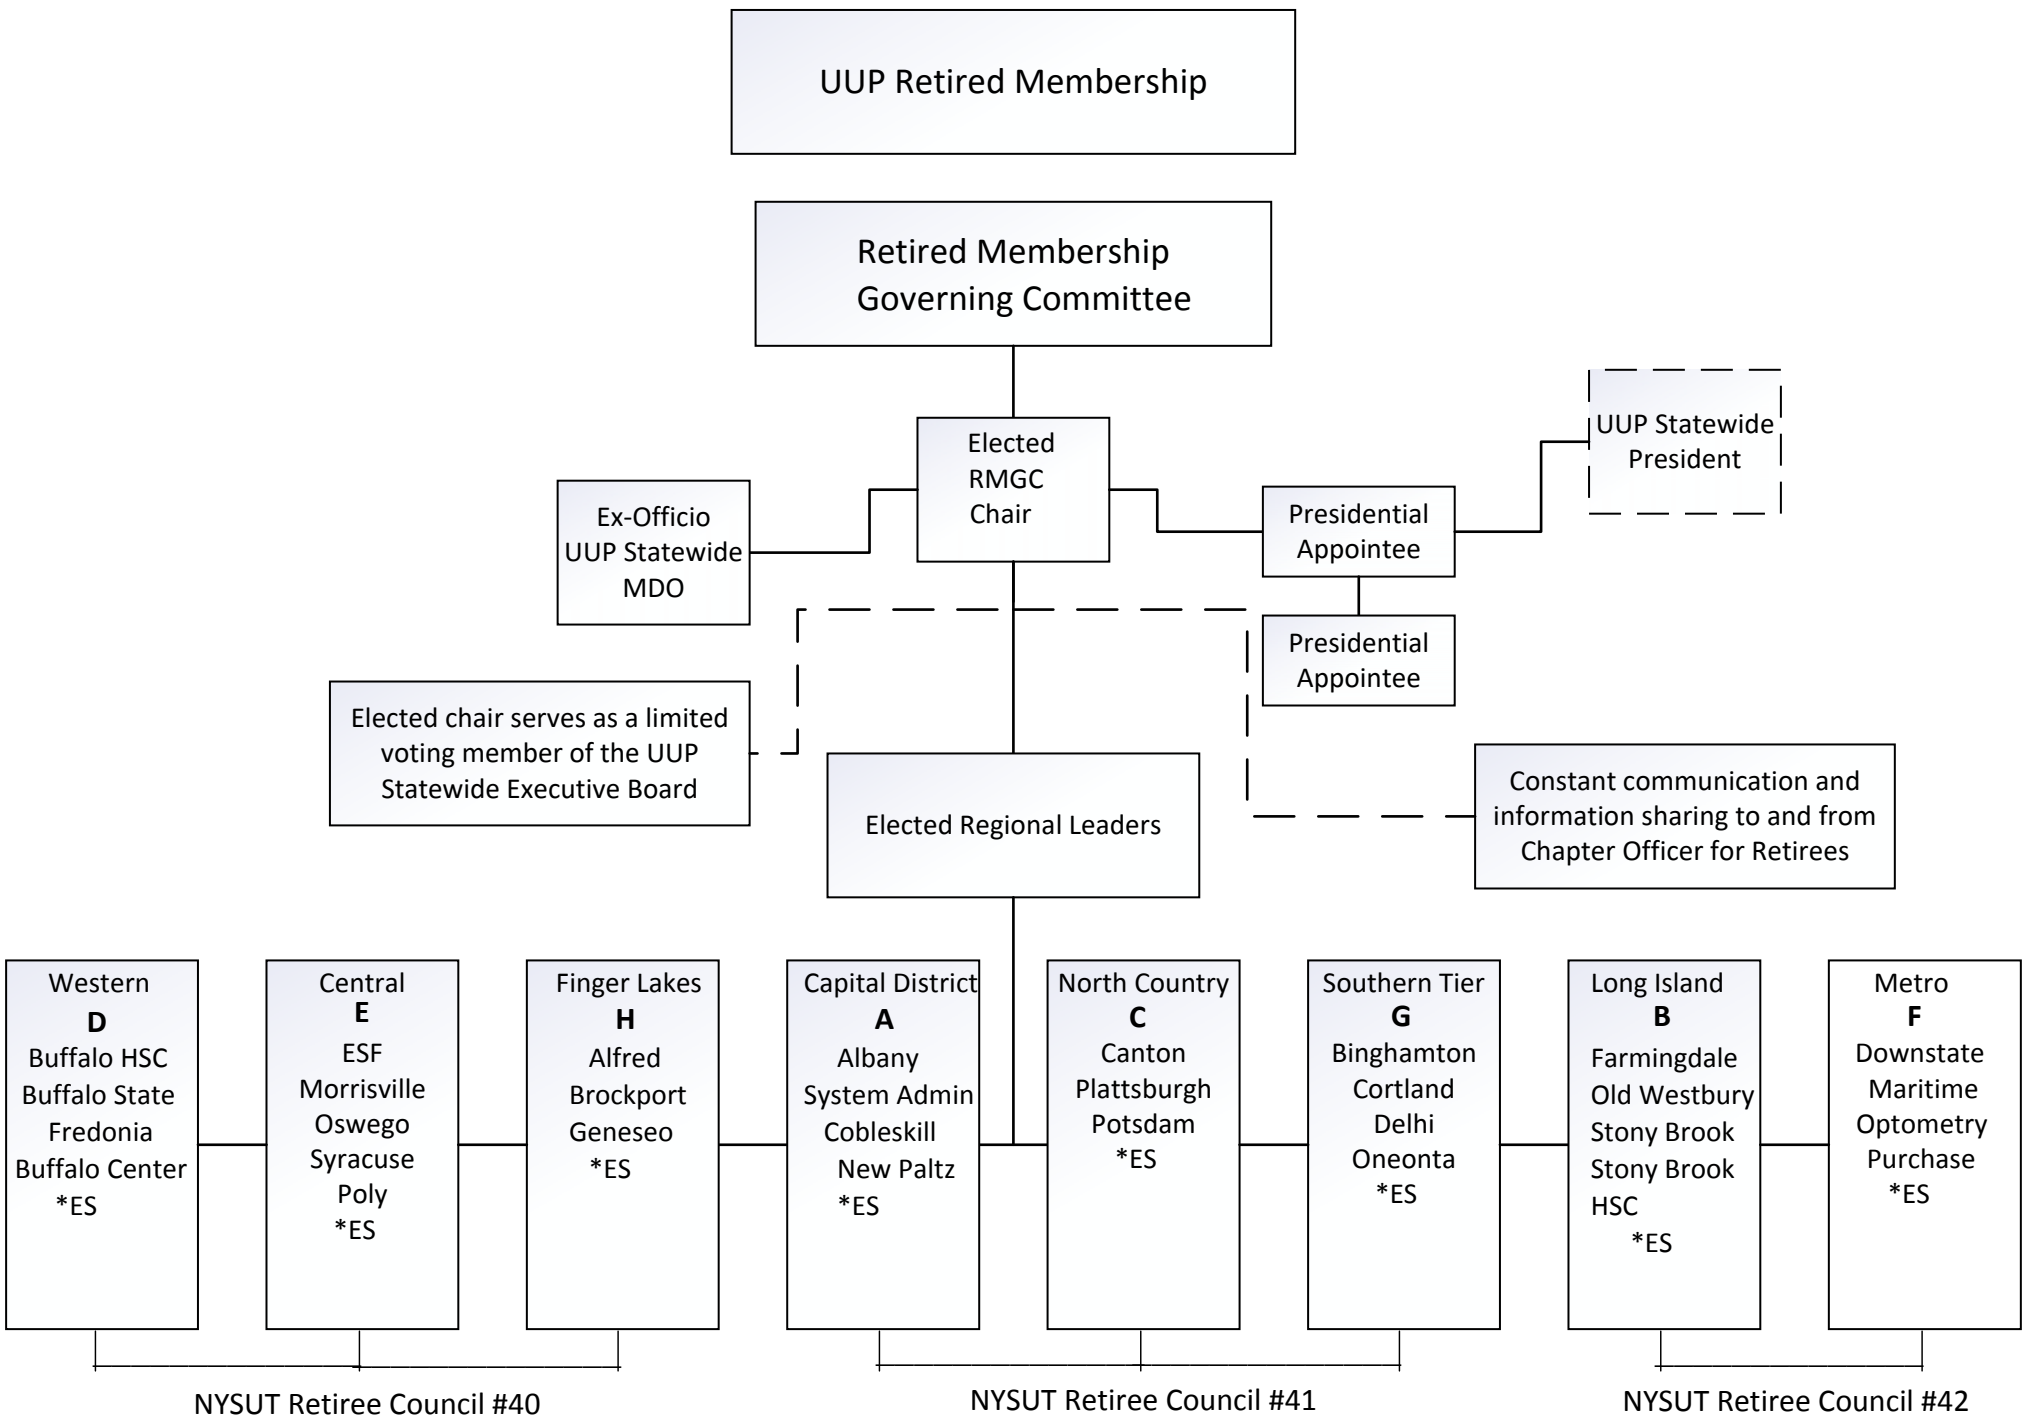 UUP Retired Membership
Retired Membership
Governing Committee
Elected
RMGC
Chair
UUP Statewide
President
Ex-Officio
UUP Statewide
MDO
Presidential
Appointee
Presidential
Appointee
Elected chair serves as a limited
voting member of the UUP
Statewide Executive Board
Elected Regional Leaders
Constant communication and
information sharing to and from
Chapter Officer for Retirees
Western
D
Buffalo HSC
Buffalo State
Fredonia
Buffalo Center
*ES
Central
E
ESF
Morrisville
Oswego
Syracuse
Poly
*ES
Finger Lakes
H
Alfred
Brockport
Geneseo
*ES
Capital District
A
Albany
System Admin
Cobleskill
New Paltz
*ES
North Country
C
Canton
Plattsburgh
Potsdam
*ES
Southern Tier
G
Binghamton
Cortland
Delhi
Oneonta
*ES
Long Island
B
Farmingdale
Old Westbury
Stony Brook
Stony Brook
HSC
*ES
Metro
F
Downstate
Maritime
Optometry
Purchase
*ES
NYSUT Retiree Council #40
NYSUT Retiree Council #41
NYSUT Retiree Council #42